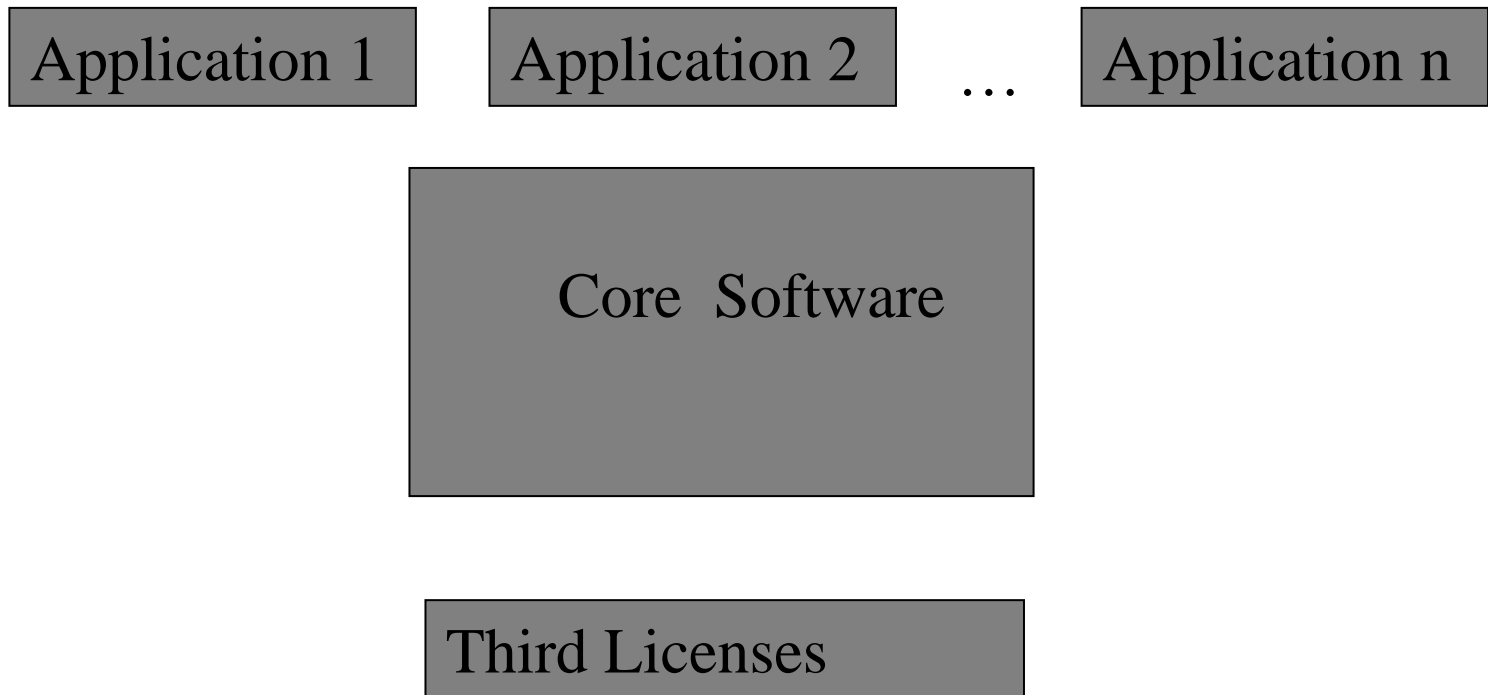 Application 1 Application 2 … Application n
Core Software
Third Licenses